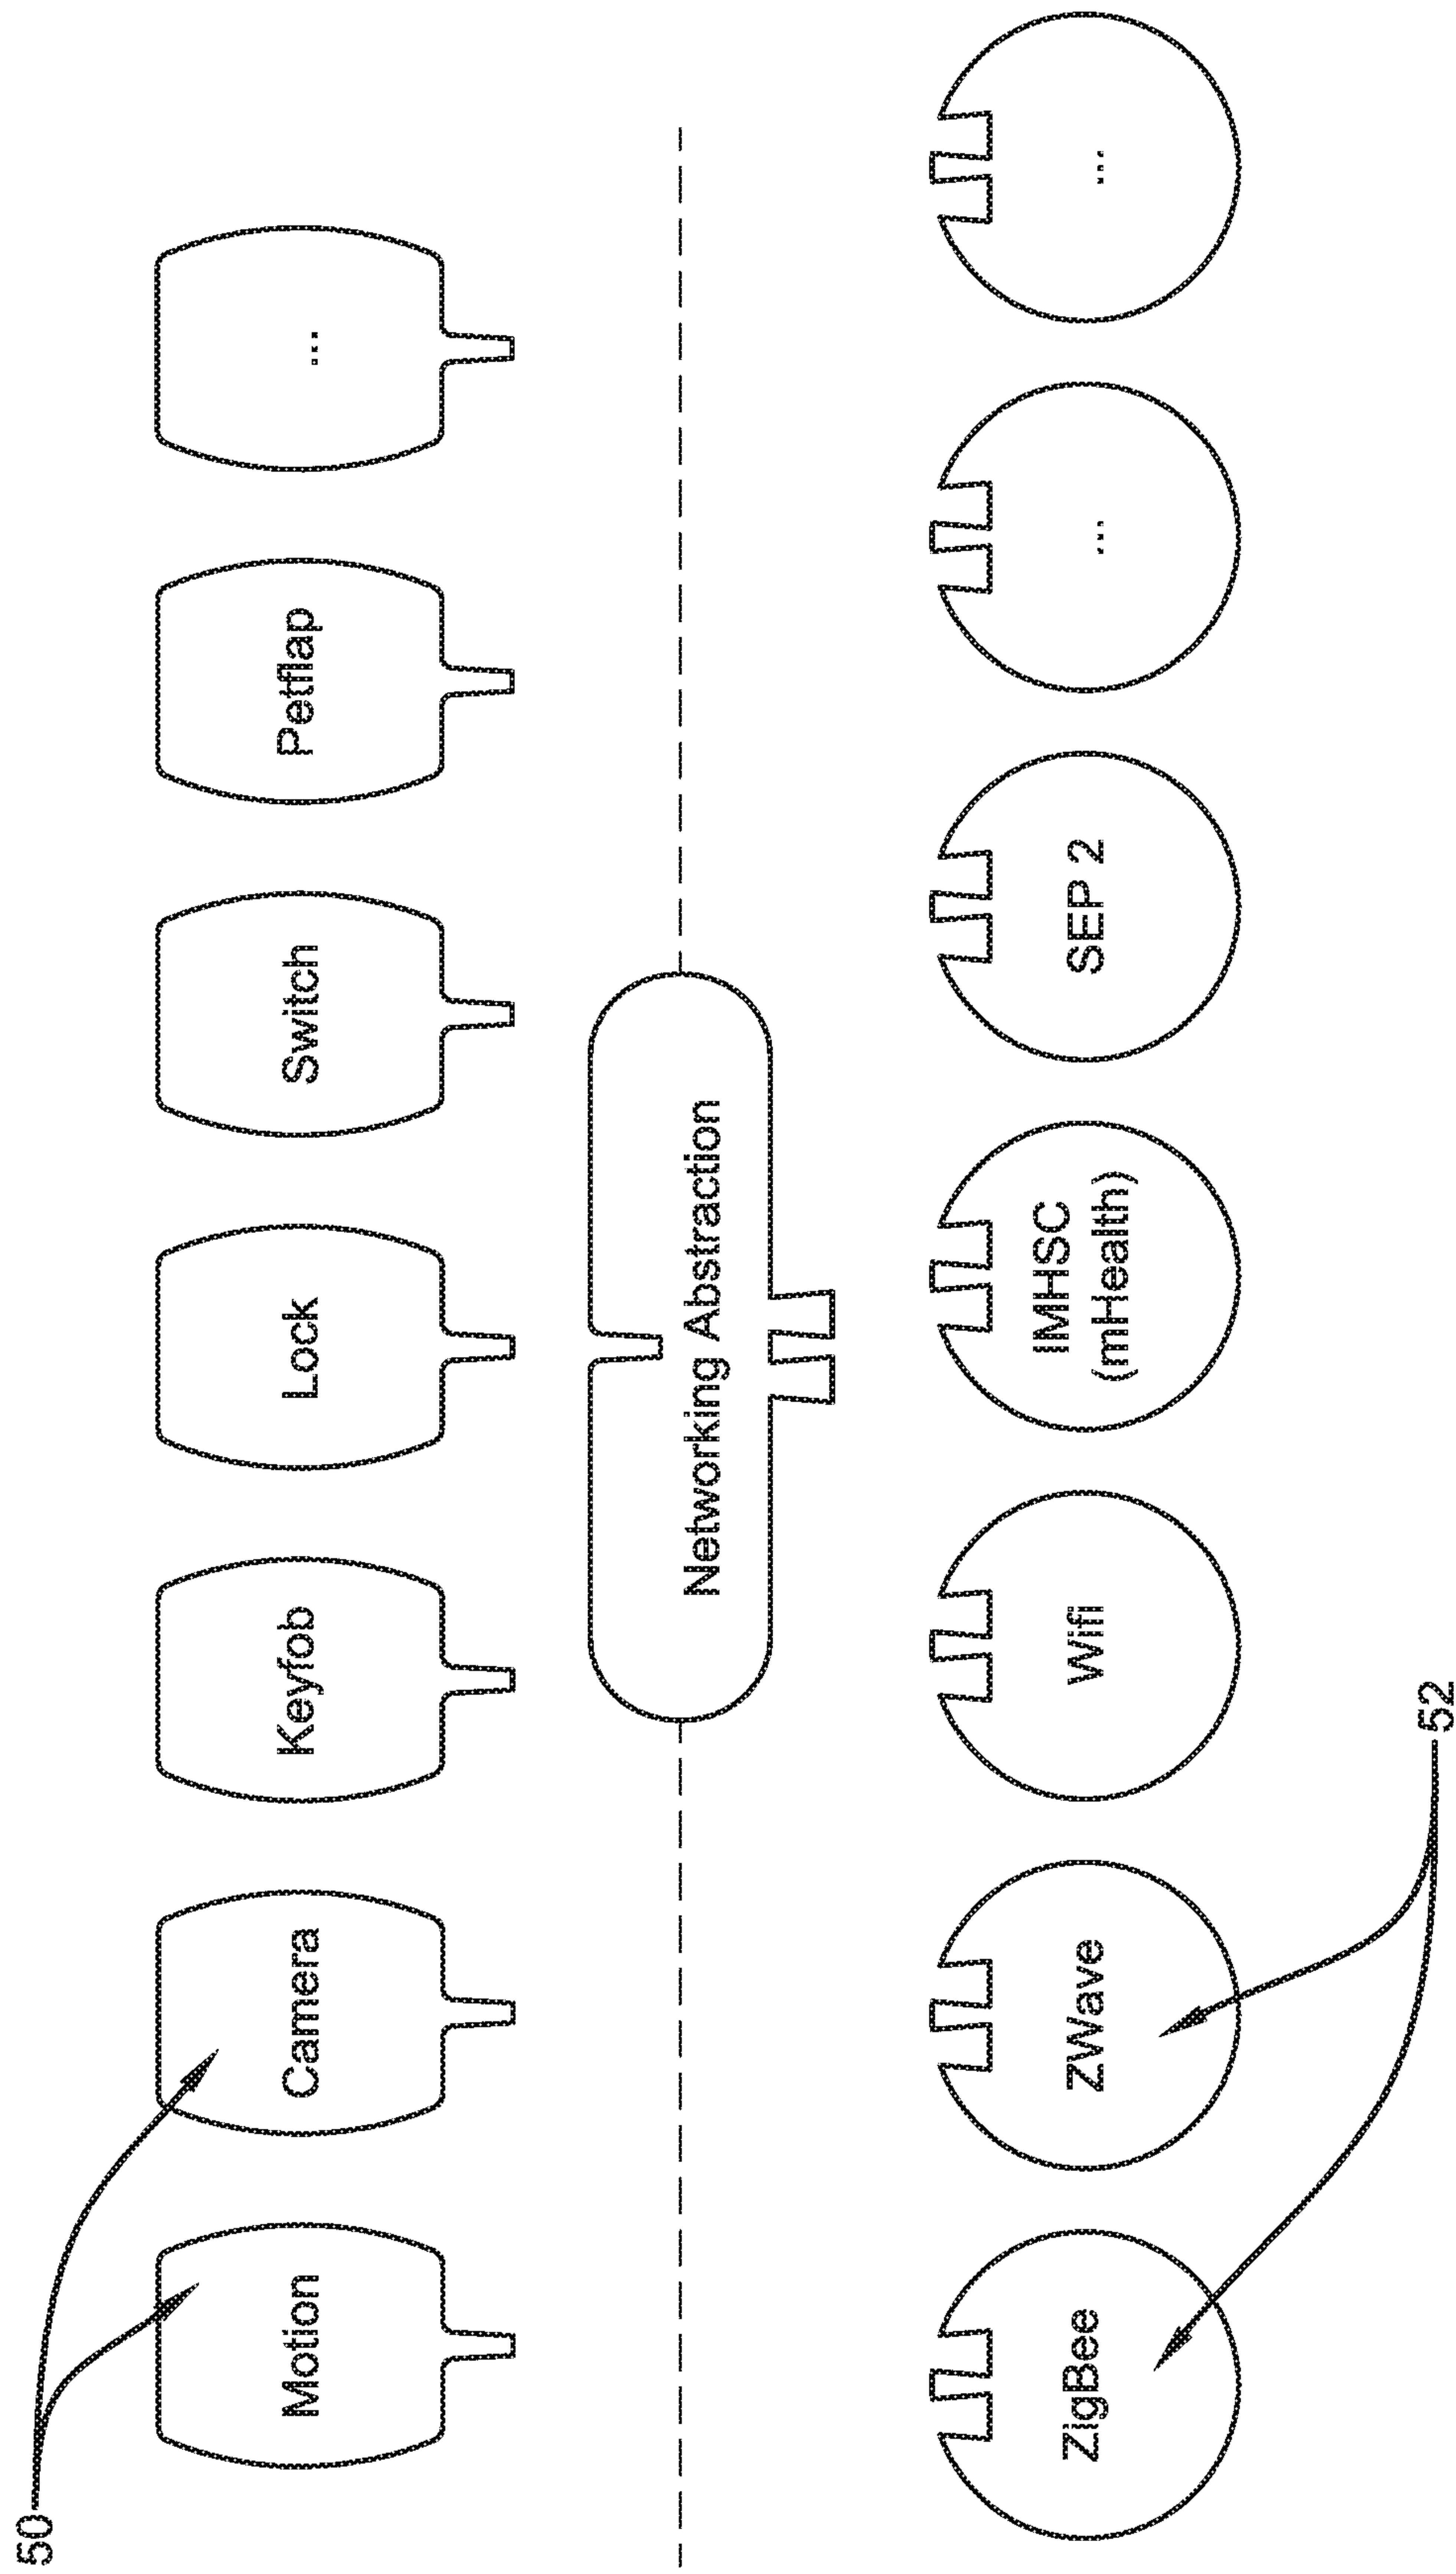 50
Motion
Camera
Keyfob
Lock
Switch
Petflap
...
Networking Abstraction
ZigBee
ZWave
Wifi
IMHSC
(mHealth)
SEP 2
...
...
52